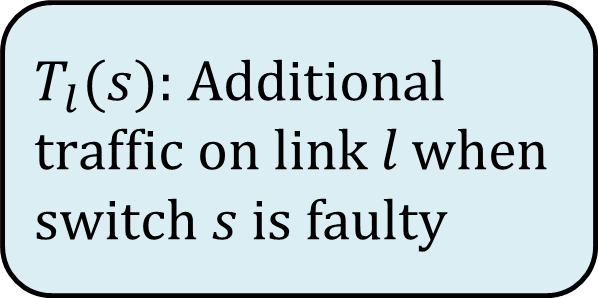 T_l(s): Additional
traffic on link l when
switch s is faulty